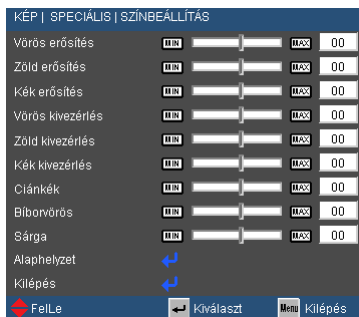 KÉP | SPECIÁLIS | SZÍNBEÁLLÍTÁS
Vörös erősítés MIN MAX 00
Zöld erősítés MIN MAX 00
Kék erősítés MIN MAX 00
Vörös kivezérlés MIN MAX 00
Zöld kivezérlés MIN MAX 00
Kék kivezérlés MIN MAX 00
Ciánkék MIN MAX 00
Bíborvörös MIN MAX 00
Sárga MIN MAX 00
Alaphelyzet
Kilépés
FelLe Kiválaszt Menu Kilépés